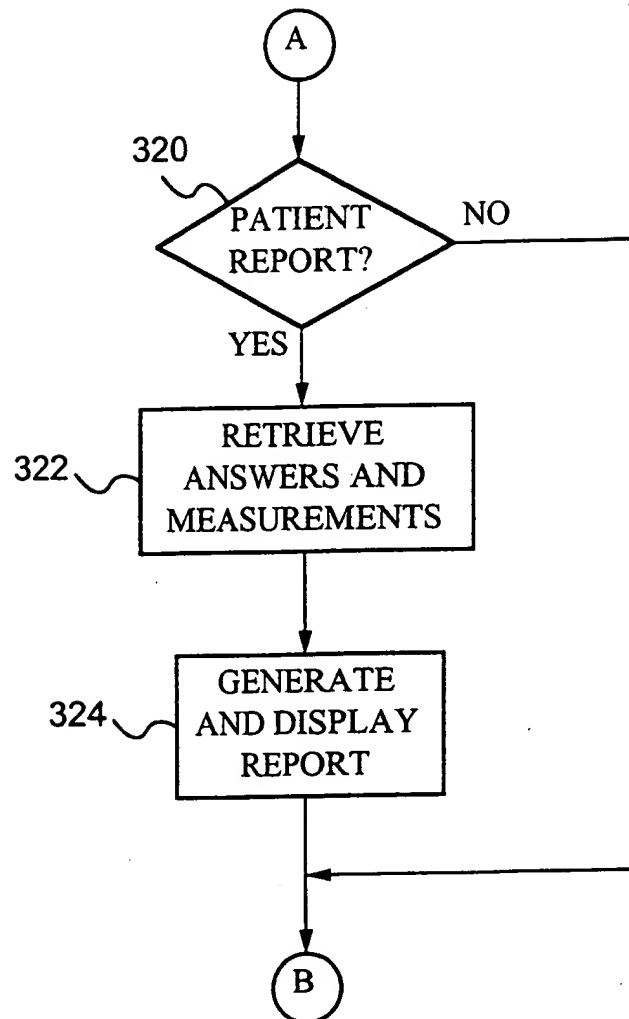 A
320
PATIENT
REPORT?
NO
YES
322
RETRIEVE
ANSWERS AND
MEASUREMENTS
324
GENERATE
AND DISPLAY
REPORT
B